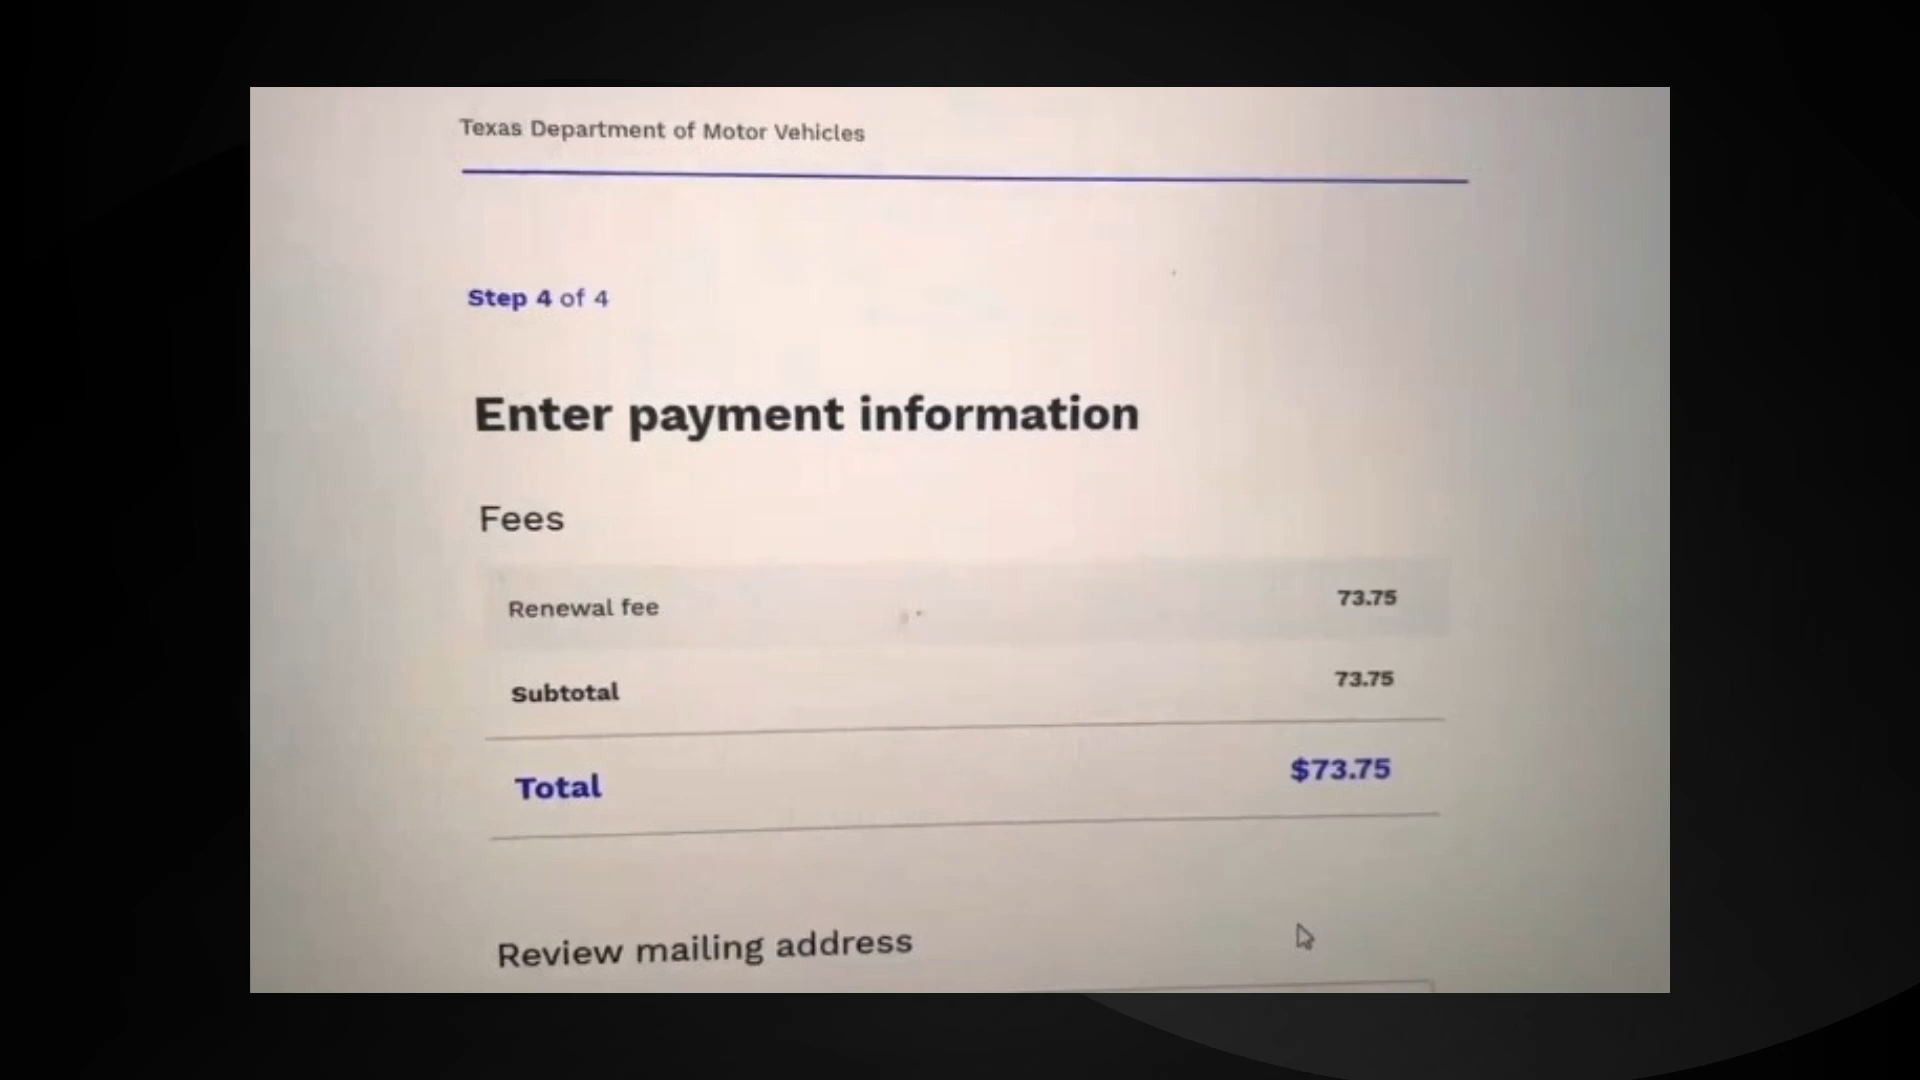 Texas Department of Motor Vehicles
Step 4 of 4
Enter payment information
Fees
Renewal fee 73.75
Subtotal 73.75
Total $73.75
Review mailing address